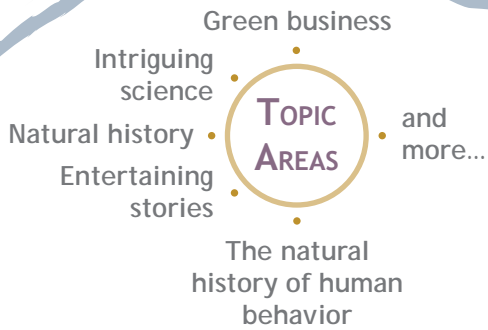 Green business
Intriguing
science
Natural history
Entertaining
stories
TOPIC
AREAS
and
more...
The natural
history of human
behavior